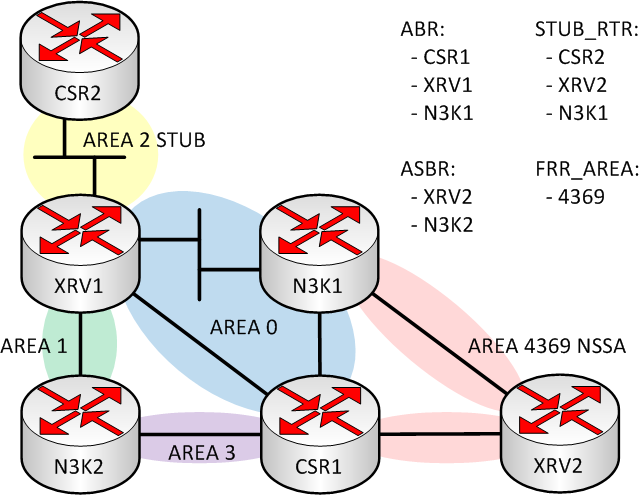 CSR2
AREA 2 STUB
XRV1
N3K1
AREA 0
AREA 1
AREA 4369 NSSA
N3K2
AREA 3
CSR1
XRV2
ABR:
- CSR1
- XRV1
- N3K1
STUB_RTR:
- CSR2
- XRV2
- N3K1
ASBR:
- XRV2
- N3K2
FRR_AREA:
- 4369